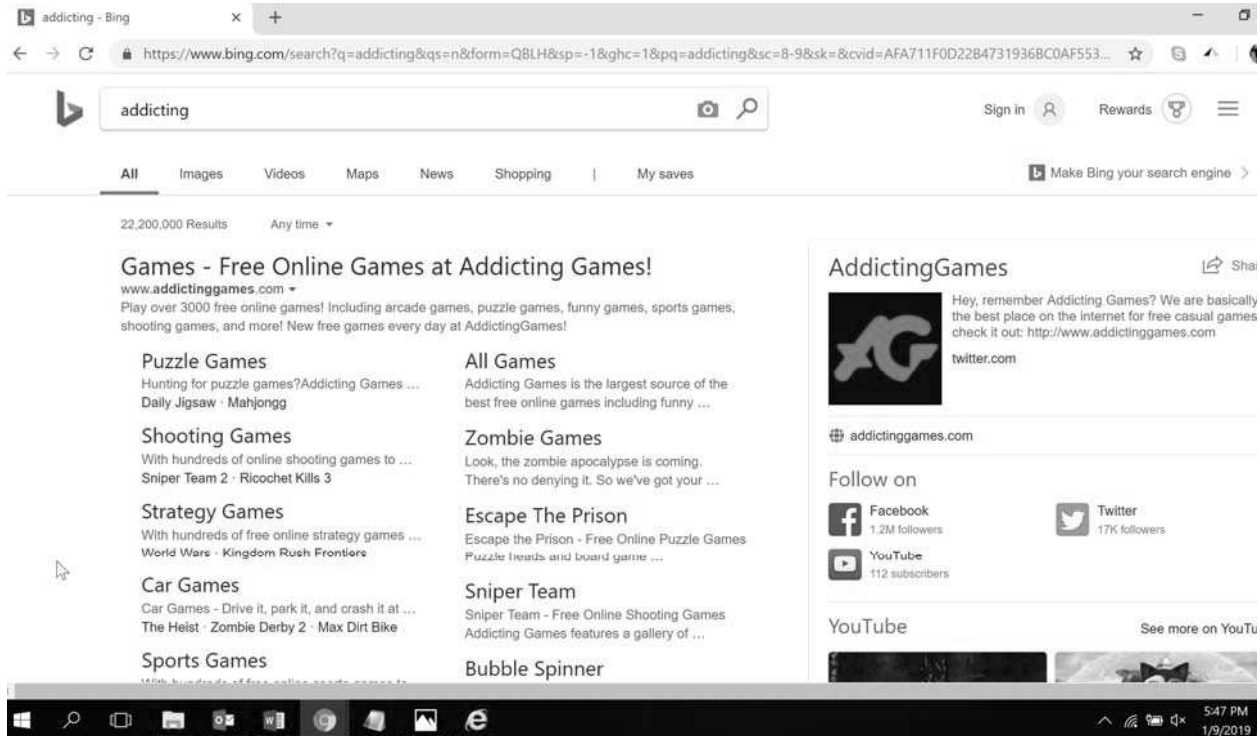 addicting - Bing
https://www.bing.com/search?q=addicting&qs=n&form=QBLH&sp=-1&ghc=1&pq=addicting&sc=8-9&sk=&cvid=AFA711F0D22B4731936BC0AF553...
addicting
Sign in
Rewards
All Images Videos Maps News Shopping | My saves
Make Bing your search engine
22,200,000 Results Any time
Games - Free Online Games at Addicting Games!
www.addictinggames.com
Play over 3000 free online games! Including arcade games, puzzle games, funny games, sports games,
shooting games, and more! New free games every day at AddictingGames!
Puzzle Games
Hunting for puzzle games?Addicting Games ...
Daily Jigsaw · Mahjongg
Shooting Games
With hundreds of online shooting games to ...
Sniper Team 2 · Ricochet Kills 3
Strategy Games
With hundreds of free online strategy games ...
World Wars · Kingdom Rush Frontiers
Car Games
Car Games - Drive it, park it, and crash it at ...
The Heist · Zombie Derby 2 · Max Dirt Bike
Sports Games
With hundreds of free online sports games to
All Games
Addicting Games is the largest source of the
best free online games including funny ...
Zombie Games
Look, the zombie apocalypse is coming.
There's no denying it. So we've got your ...
Escape The Prison
Escape the Prison - Free Online Puzzle Games
Puzzle heads and board game ...
Sniper Team
Sniper Team - Free Online Shooting Games
Addicting Games features a gallery of ...
Bubble Spinner
AddictingGames
Shar
AG
Hey, remember Addicting Games? We are basically
the best place on the internet for free casual games
check it out: http://www.addictinggames.com
twitter.com
addictinggames.com
Follow on
Facebook
1.2M followers
Twitter
17K followers
YouTube
112 subscribers
YouTube
See more on YouTu
5:47 PM
1/9/2019